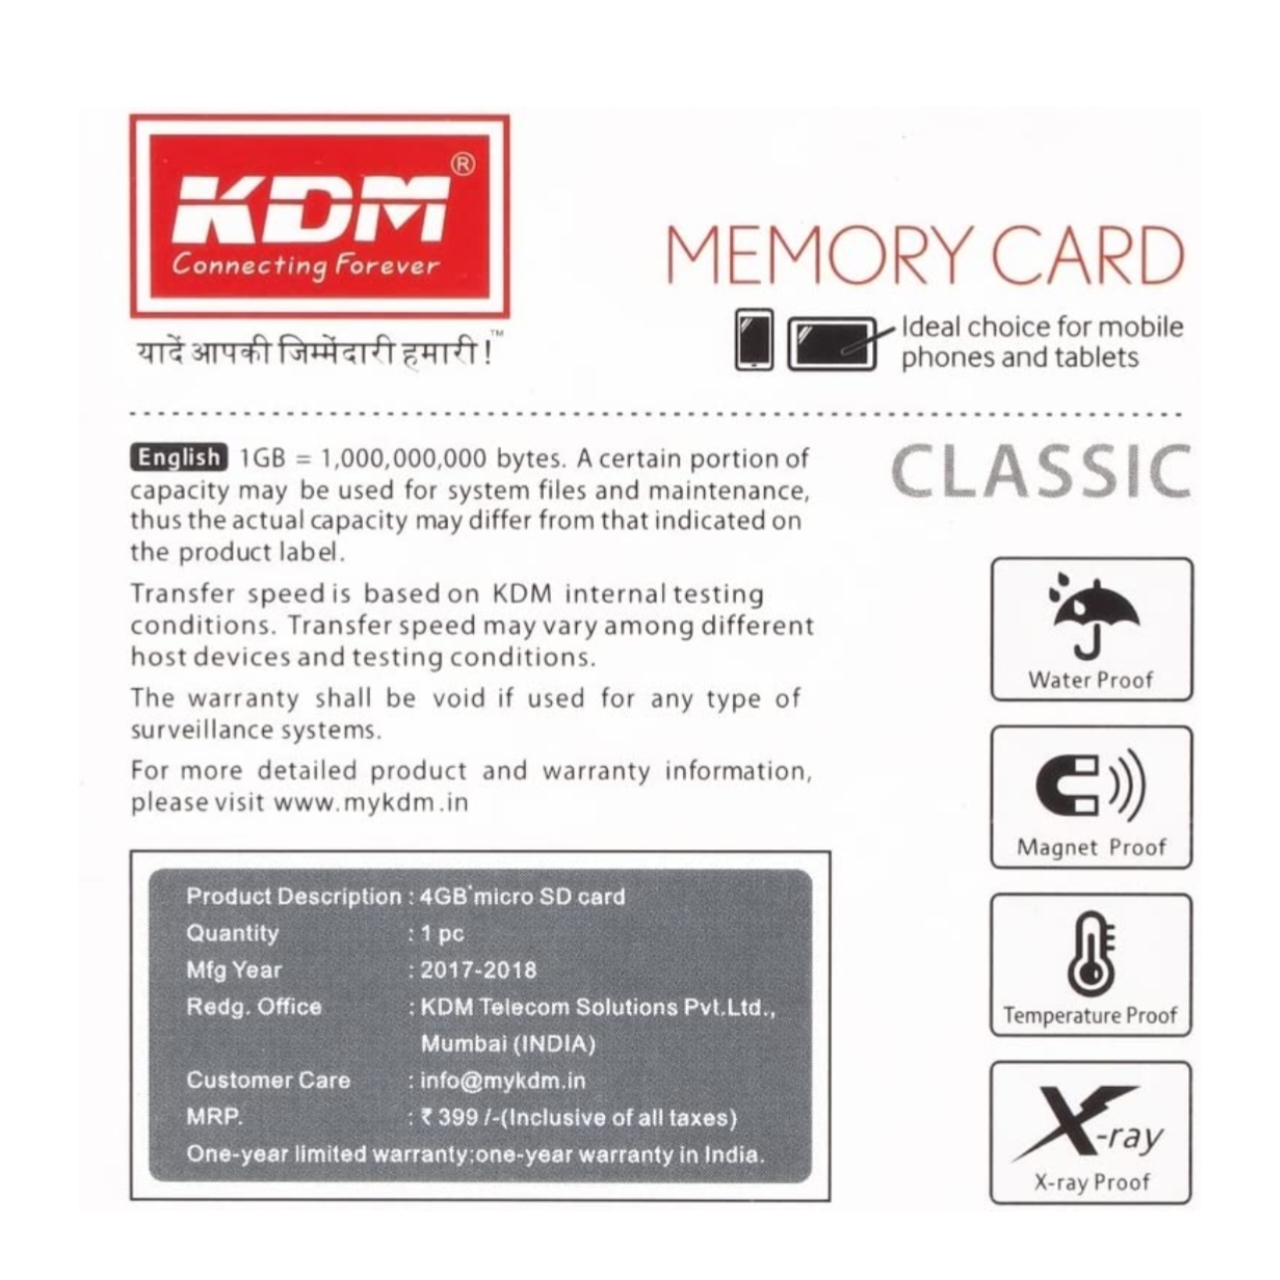 KDM®
Connecting Forever
यादें आपकी जिम्मेंदारी हमारी!™
MEMORY CARD
Ideal choice for mobile
phones and tablets
CLASSIC
English 1GB = 1,000,000,000 bytes. A certain portion of
capacity may be used for system files and maintenance,
thus the actual capacity may differ from that indicated on
the product label.
Transfer speed is based on KDM internal testing
conditions. Transfer speed may vary among different
host devices and testing conditions.
The warranty shall be void if used for any type of
surveillance systems.
For more detailed product and warranty information,
please visit www.mykdm.in
Water Proof
Magnet Proof
Temperature Proof
X-ray
X-ray Proof
Product Description : 4GB*micro SD card
Quantity : 1 pc
Mfg Year : 2017-2018
Redg. Office : KDM Telecom Solutions Pvt.Ltd.,
Mumbai (INDIA)
Customer Care : info@mykdm.in
MRP. : ₹ 399 /-(Inclusive of all taxes)
One-year limited warranty;one-year warranty in India.